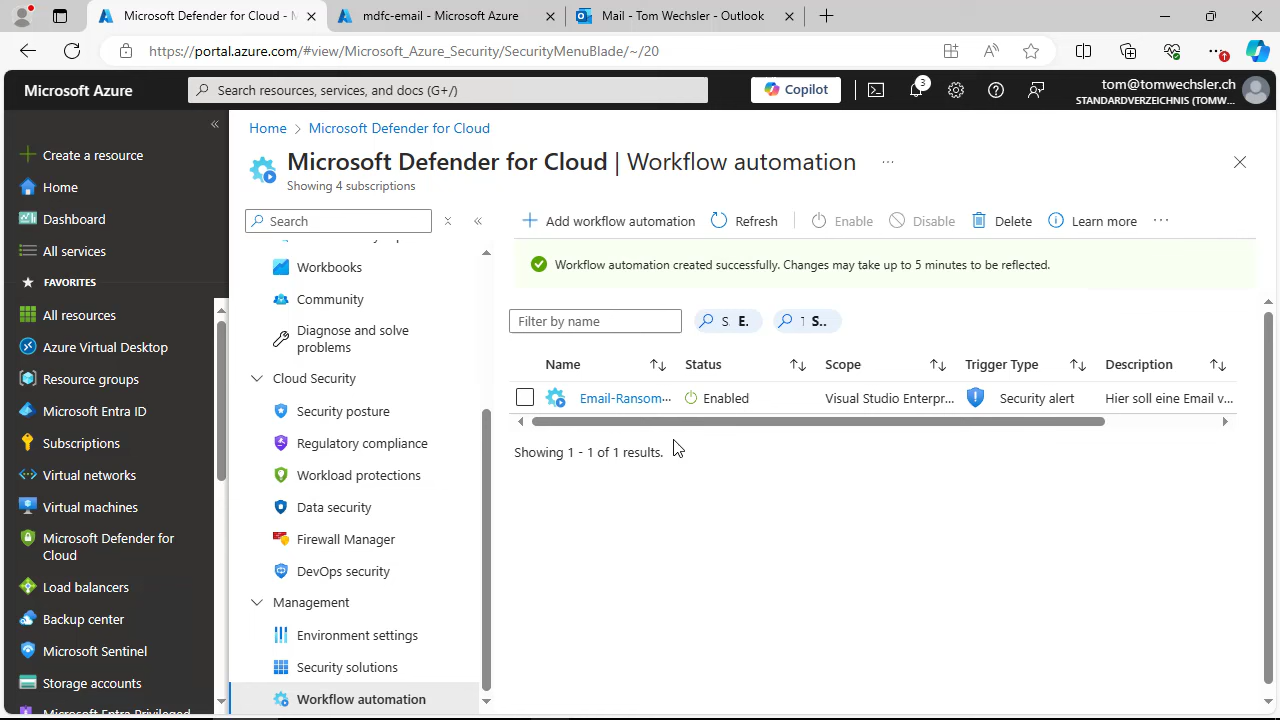 Microsoft Defender for Cloud - M
mdfc-email - Microsoft Azure
Mail - Tom Wechsler - Outlook
https://portal.azure.com/#view/Microsoft_Azure_Security/SecurityMenuBlade/~/20
Microsoft Azure
Search resources, services, and docs (G+/)
Copilot
3
tom@tomwechsler.ch
STANDARDVERZEICHNIS (TOMW...
Create a resource
Home
Dashboard
All services
FAVORITES
All resources
Azure Virtual Desktop
Resource groups
Microsoft Entra ID
Subscriptions
Virtual networks
Virtual machines
Microsoft Defender for
Cloud
Load balancers
Backup center
Microsoft Sentinel
Storage accounts
Microsoft Entra Privileged
Home > Microsoft Defender for Cloud
Microsoft Defender for Cloud | Workflow automation
Showing 4 subscriptions
Search
Workbooks
Community
Diagnose and solve
problems
Cloud Security
Security posture
Regulatory compliance
Workload protections
Data security
Firewall Manager
DevOps security
Management
Environment settings
Security solutions
Workflow automation
Add workflow automation
Refresh
Enable
Disable
Delete
Learn more
Workflow automation created successfully. Changes may take up to 5 minutes to be reflected.
Filter by name
S. E.
T S..
Name
Status
Scope
Trigger Type
Description
Email-Ransom...
Enabled
Visual Studio Enterpr...
Security alert
Hier soll eine Email v...
Showing 1 - 1 of 1 results.